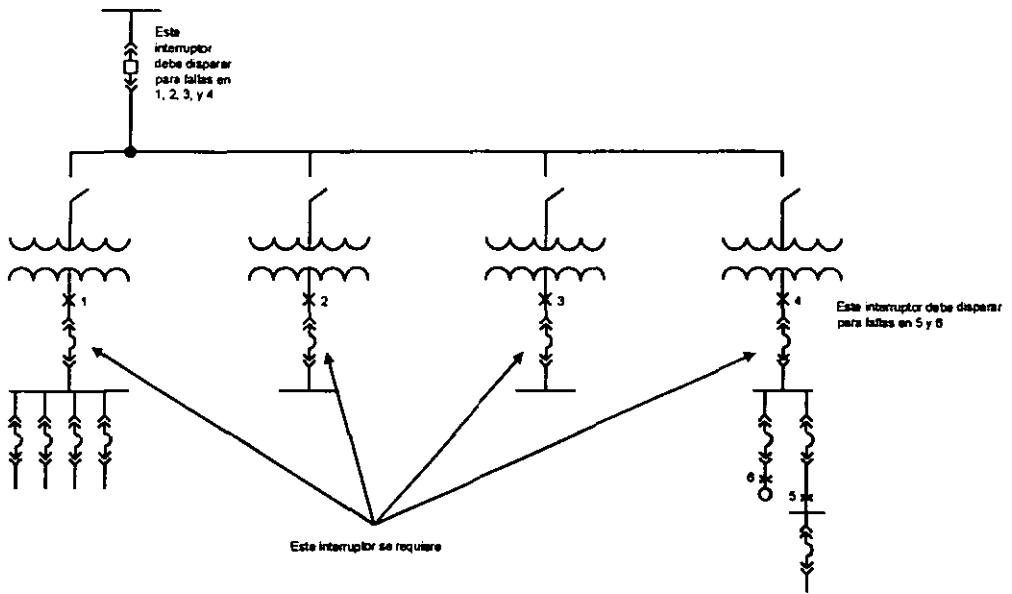 Este
interruptor
debe disparar
para fallas en
1, 2, 3, y 4
1
2
3
4
Este interruptor debe disparar
para fallas en 5 y 6
6
5
Este interruptor se requiere